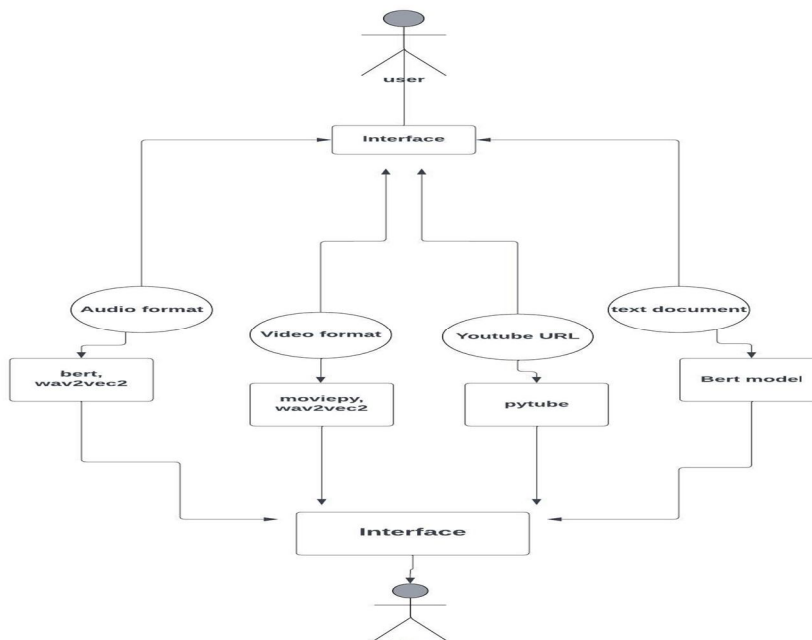 user
Interface
Audio format
Video format
Youtube URL
text document
bert,
wav2vec2
moviepy,
wav2vec2
pytube
Bert model
Interface